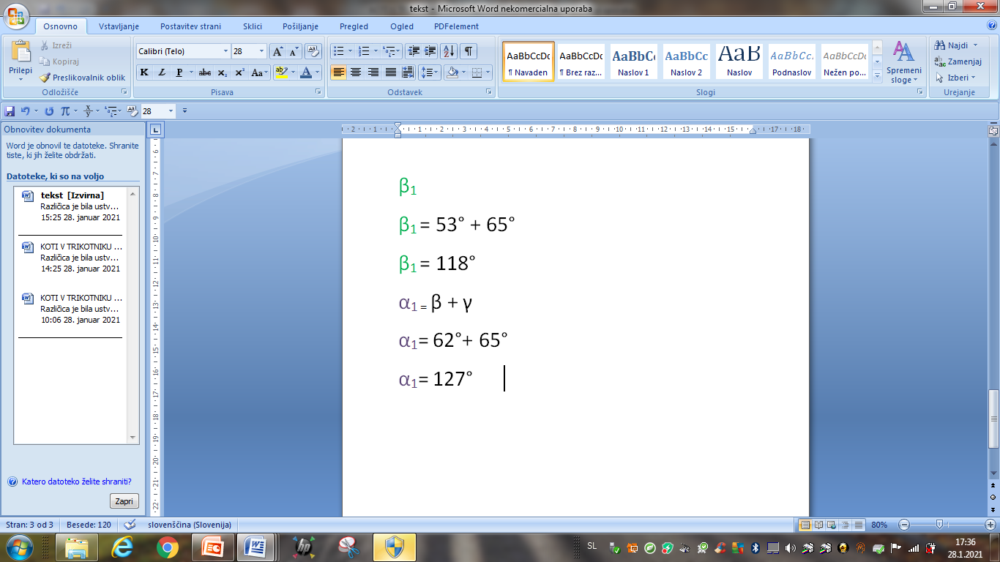 tekst - Microsoft Word nekomercialna uporaba
Osnovno Vstavljanje Postavitev strani Sklici Pošiljanje Pregled Ogled PDFelement
Prilepi
Izreži
Kopiraj
Preslikovalnik oblik
Odložišče
Calibri (Telo) 28
K L P abc x₂ x² Aa
Pisava
Odstavek
AaBbCcDc AaBbCcDc AaBbCc AaBbCc AaB AaBbCc. AaBbCcD
¶ Navaden ¶ Brez raz... Naslov 1 Naslov 2 Naslov Podnaslov Nežen po...
Spremeni sloge
Slogi
Najdi
Zamenjaj
Izberi
Urejanje
28
Obnovitev dokumenta
Word je obnovil te datoteke. Shranite
tiste, ki jih želite obdržati.
Datoteke, ki so na voljo
tekst [Izvirna]
Različica je bila ustv...
15:25 28. januar 2021
KOTI V TRIKOTNIKU ...
Različica je bila ustv...
14:25 28. januar 2021
KOTI V TRIKOTNIKU ...
Različica je bila ustv...
10:06 28. januar 2021
Katero datoteko želite shraniti?
Zapri
β₁
β₁ = 53° + 65°
β₁ = 118°
α₁ = β + γ
α₁= 62°+ 65°
α₁= 127°
Stran: 3 od 3 Besede: 120 slovenščina (Slovenija) 80%
SL
17:36
28.1.2021